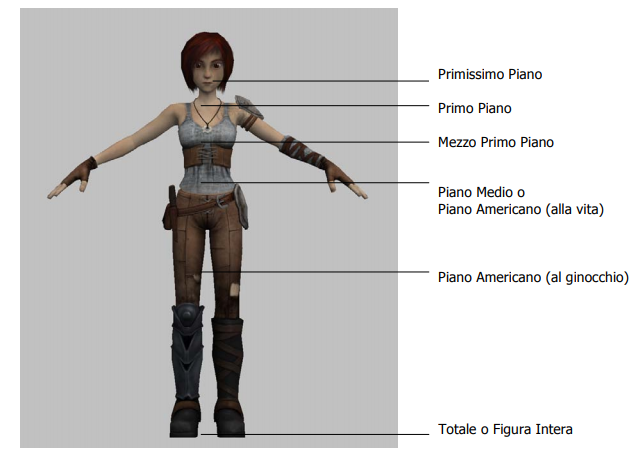 Primissimo Piano
Primo Piano
Mezzo Primo Piano
Piano Medio o
Piano Americano (alla vita)
Piano Americano (al ginocchio)
Totale o Figura Intera